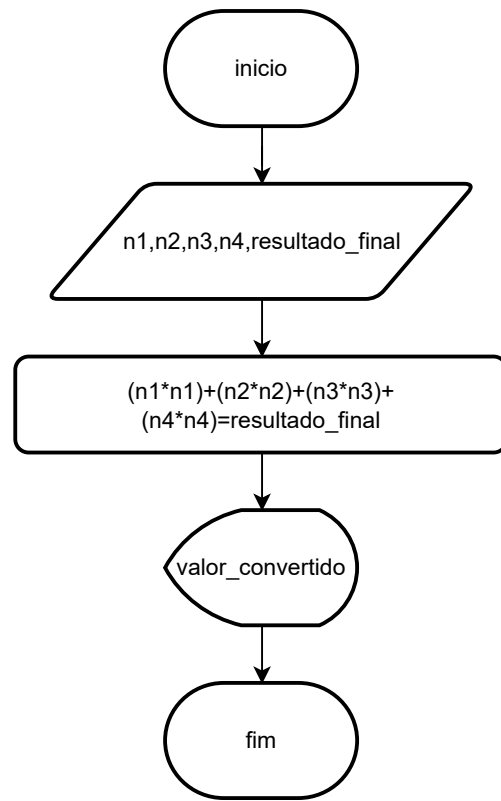 inicio
n1,n2,n3,n4,resultado_final
(n1*n1)+(n2*n2)+(n3*n3)+
(n4*n4)=resultado_final
valor_convertido
fim